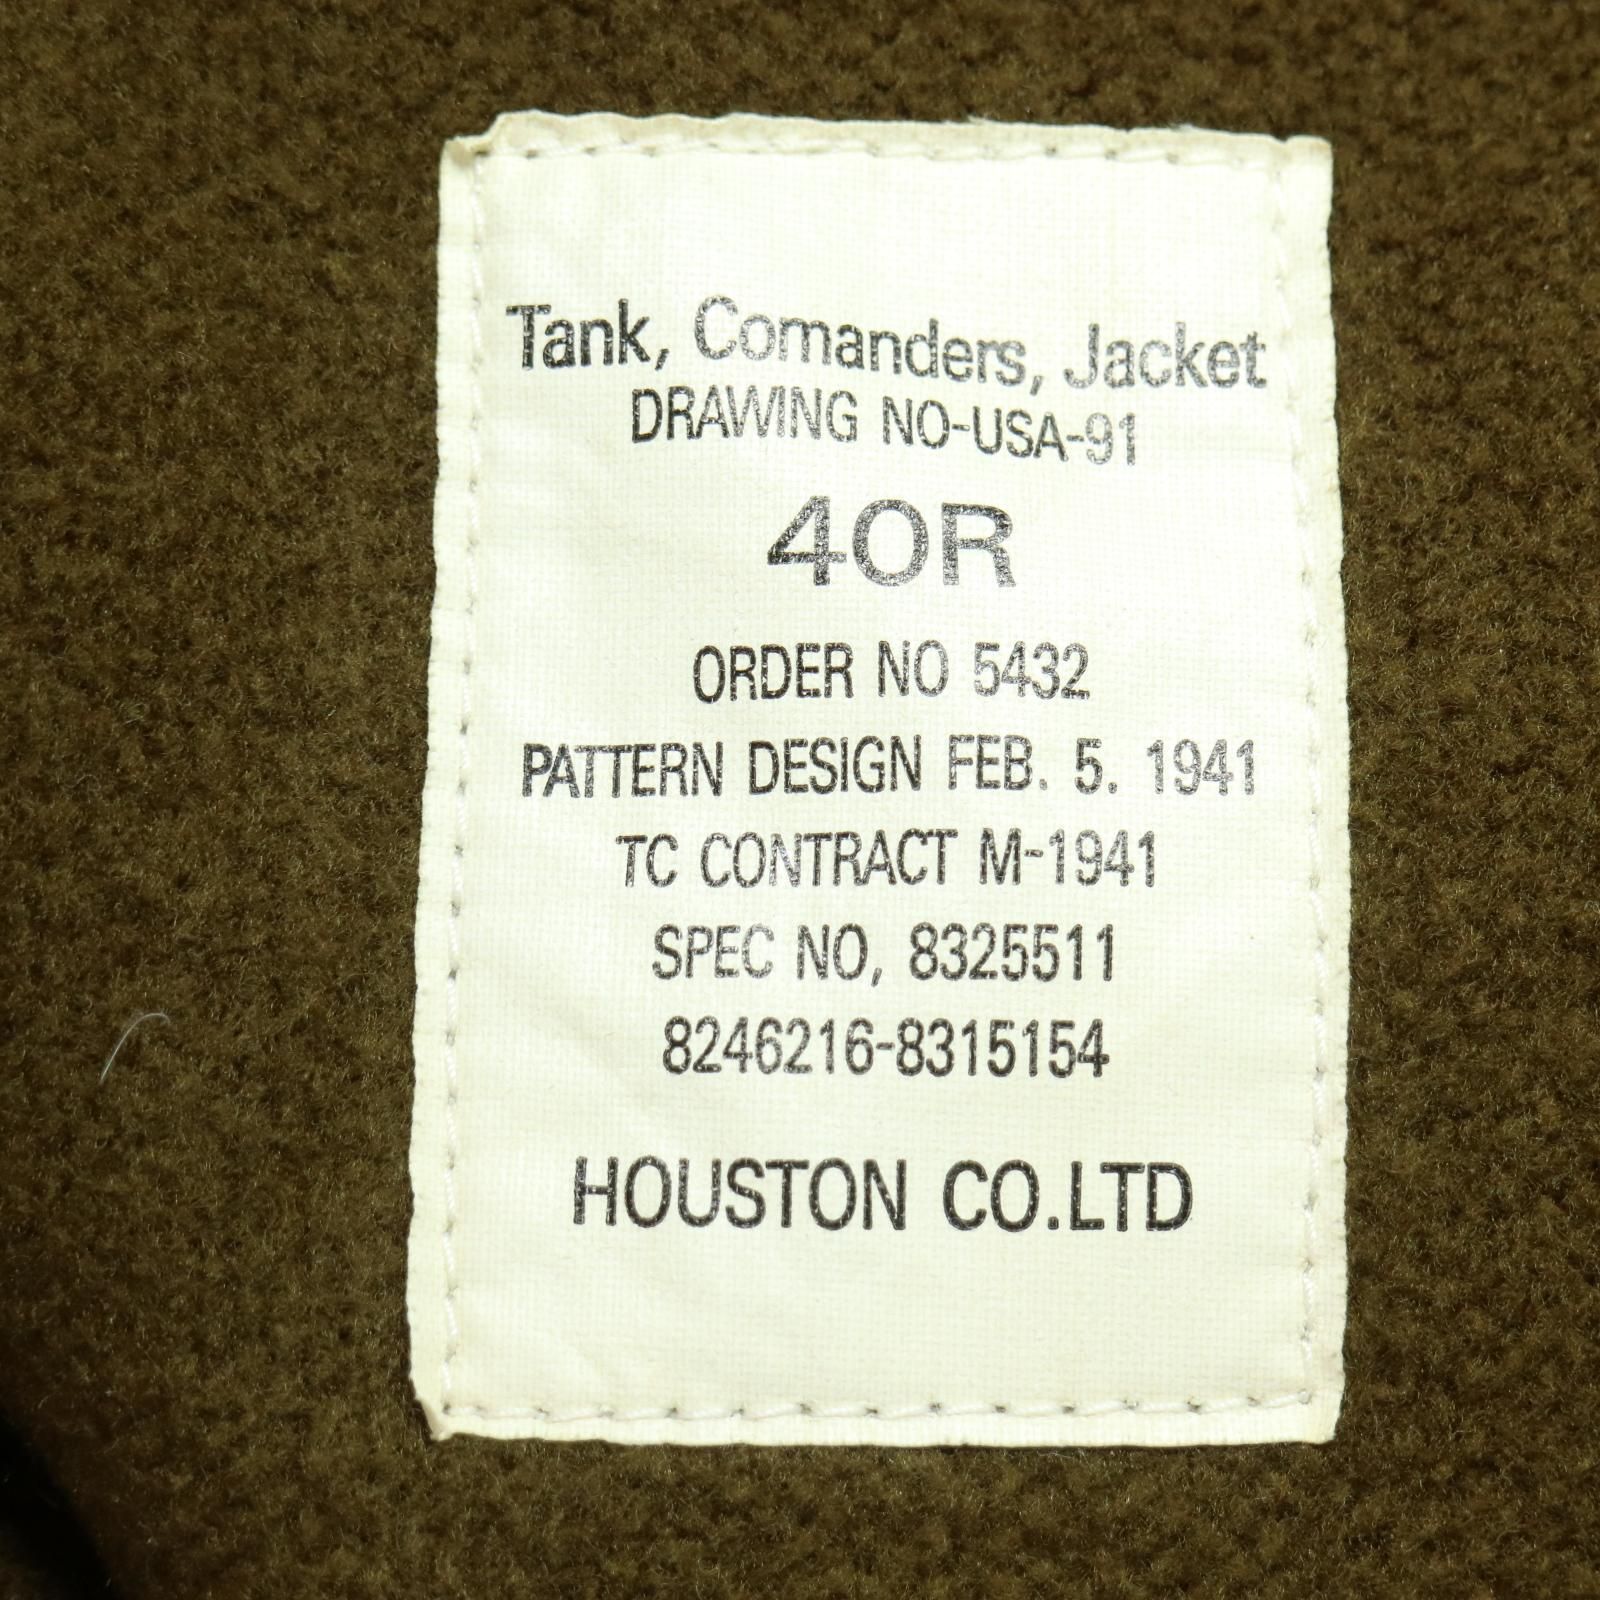 Tank, Comanders, Jacket
DRAWING NO-USA-91
40R
ORDER NO 5432
PATTERN DESIGN FEB. 5. 1941
TC CONTRACT M-1941
SPEC NO, 8325511
8246216-8315154
HOUSTON CO.LTD